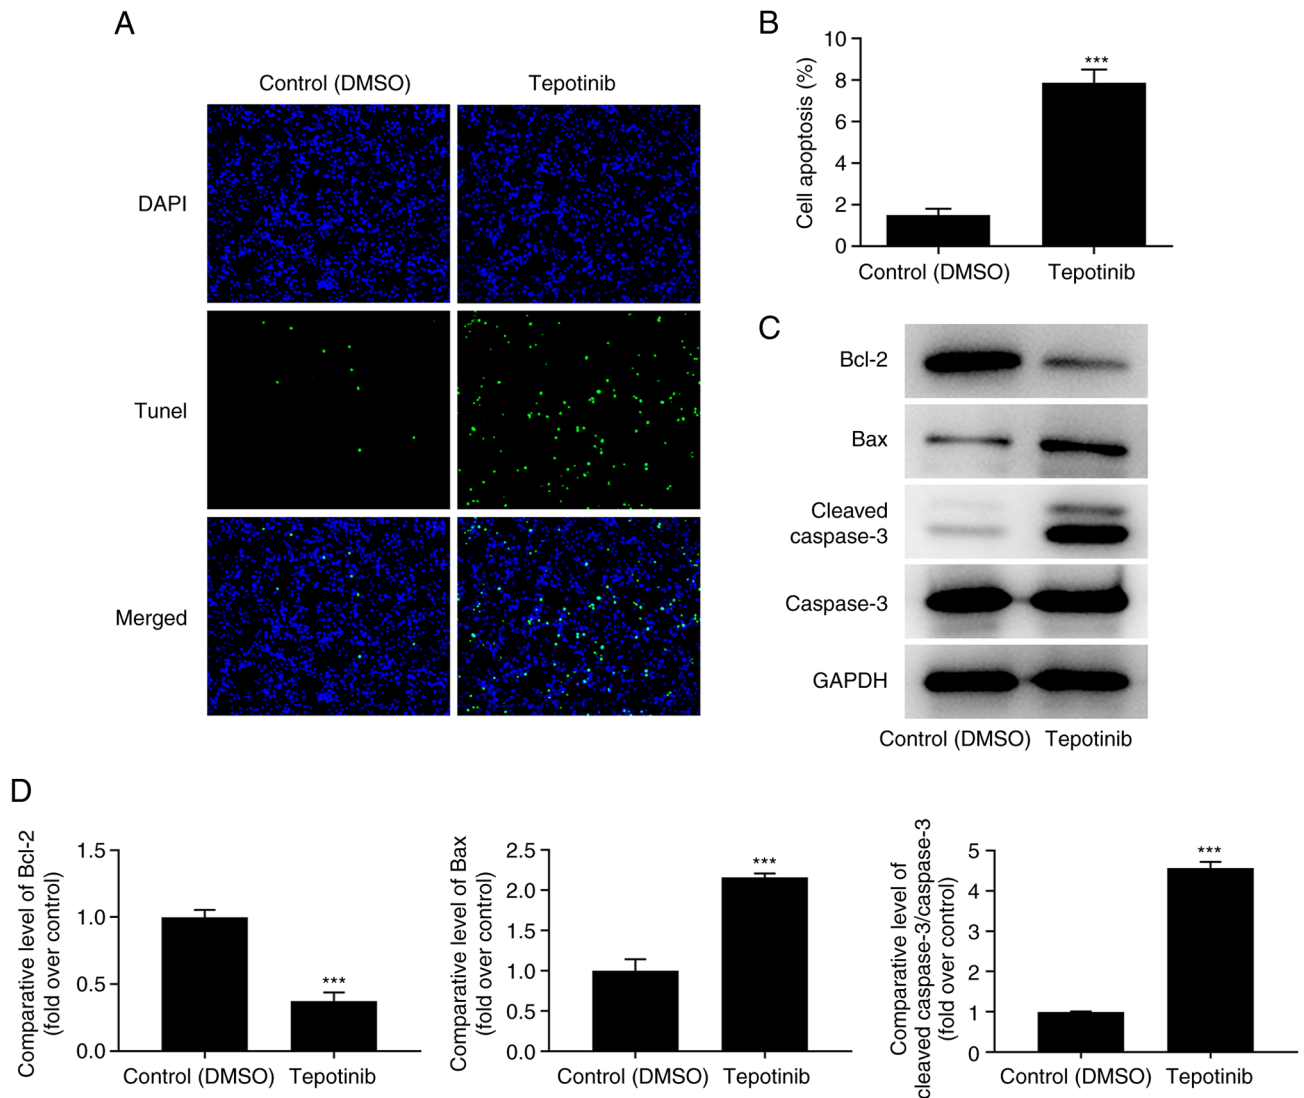 A
Control (DMSO)
Tepotinib
DAPI
Tunel
Merged
B
Cell apoptosis (%)
10
8
6
4
2
0
***
Control (DMSO)
Tepotinib
C
Bcl-2
Bax
Cleaved
caspase-3
Caspase-3
GAPDH
Control (DMSO)
Tepotinib
D
Comparative level of Bcl-2
(fold over control)
1.5
1.0
0.5
0.0
***
Control (DMSO)
Tepotinib
Comparative level of Bax
(fold over control)
2.5
2.0
1.5
1.0
0.5
0.0
***
Control (DMSO)
Tepotinib
Comparative level of
cleaved caspase-3/caspase-3
(fold over control)
5
4
3
2
1
0
***
Control (DMSO)
Tepotinib